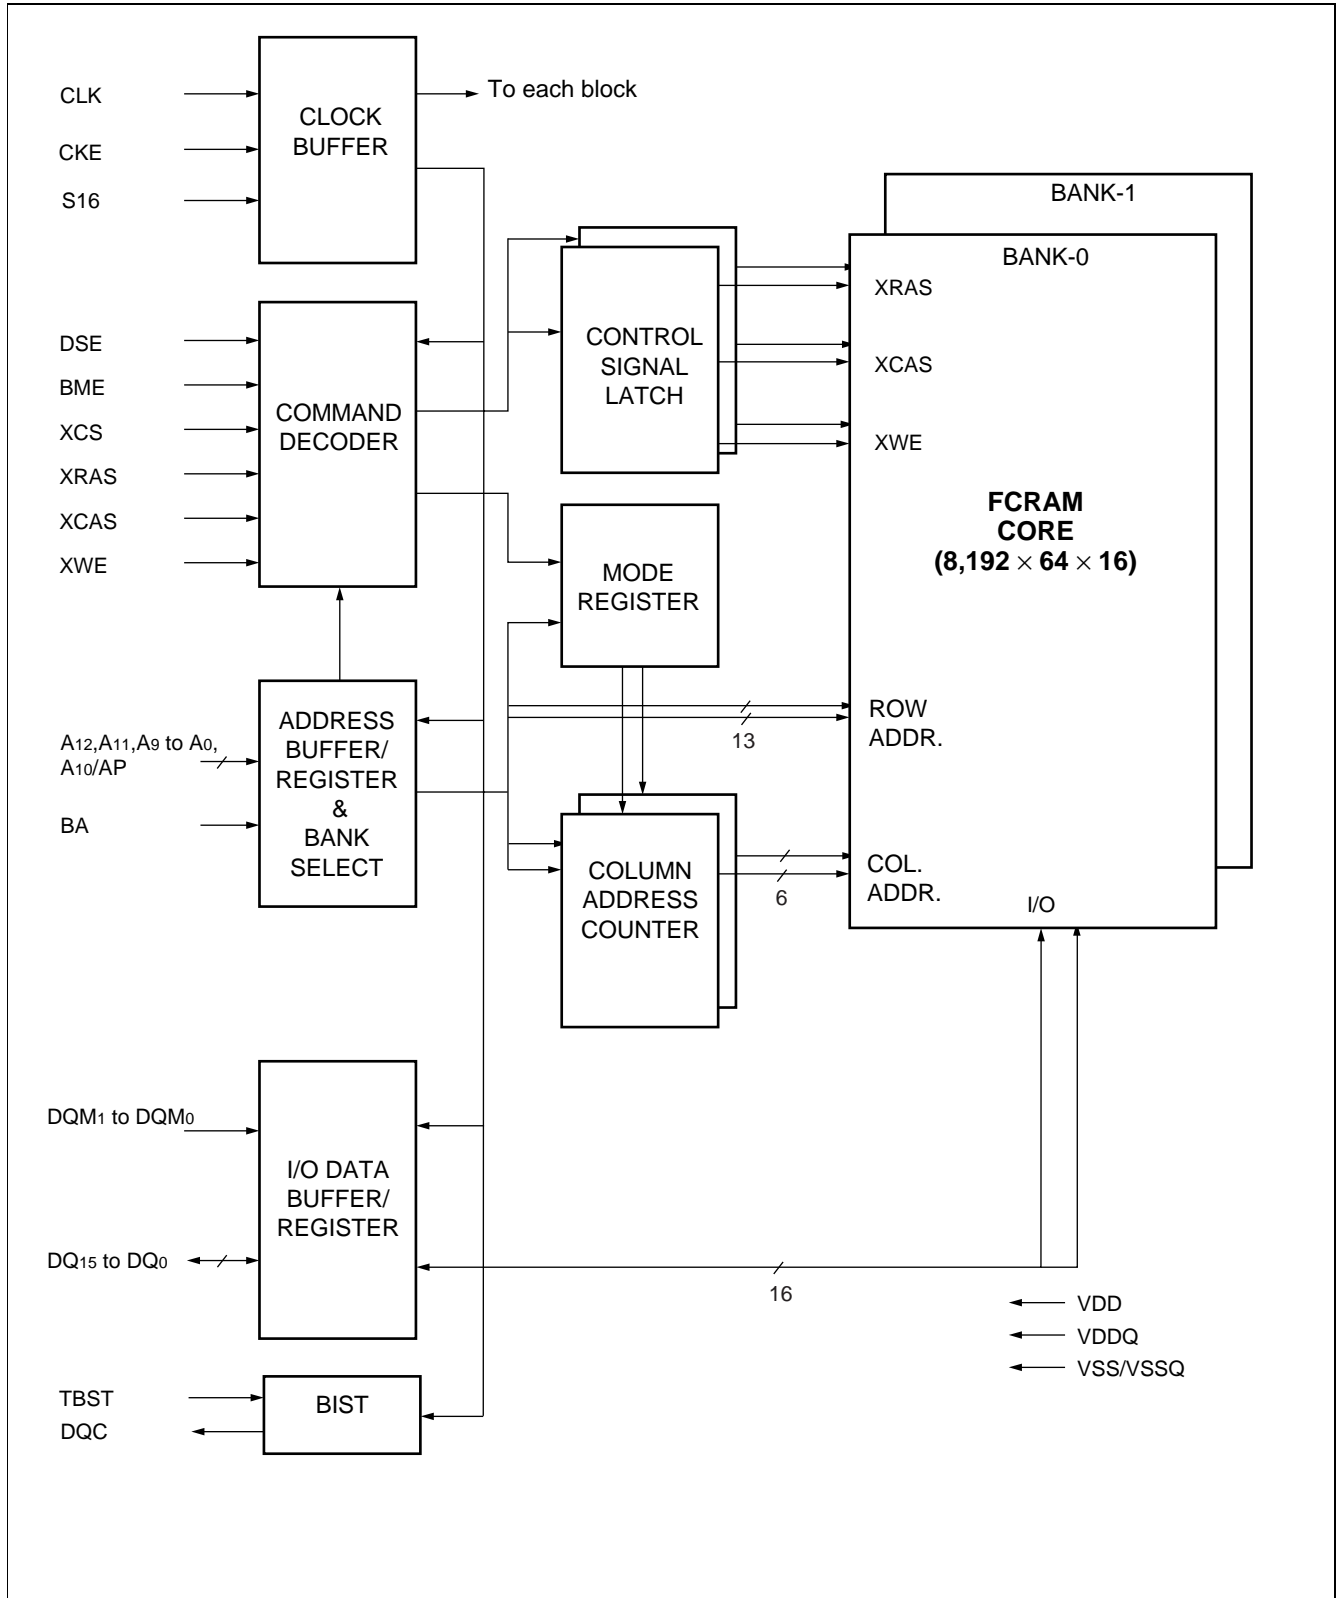 CLK
CKE
S16
CLOCK
BUFFER
To each block
DSE
BME
XCS
XRAS
XCAS
XWE
COMMAND
DECODER
CONTROL
SIGNAL
LATCH
BANK-1
BANK-0
XRAS
XCAS
XWE
FCRAM
CORE
(8,192 × 64 × 16)
MODE
REGISTER
A12,A11,A9 to A0,
A10/AP
BA
ADDRESS
BUFFER/
REGISTER
&
BANK
SELECT
13
ROW
ADDR.
COLUMN
ADDRESS
COUNTER
6
COL.
ADDR.
I/O
DQM1 to DQM0
DQ15 to DQ0
I/O DATA
BUFFER/
REGISTER
16
VDD
VDDQ
VSS/VSSQ
TBST
DQC
BIST